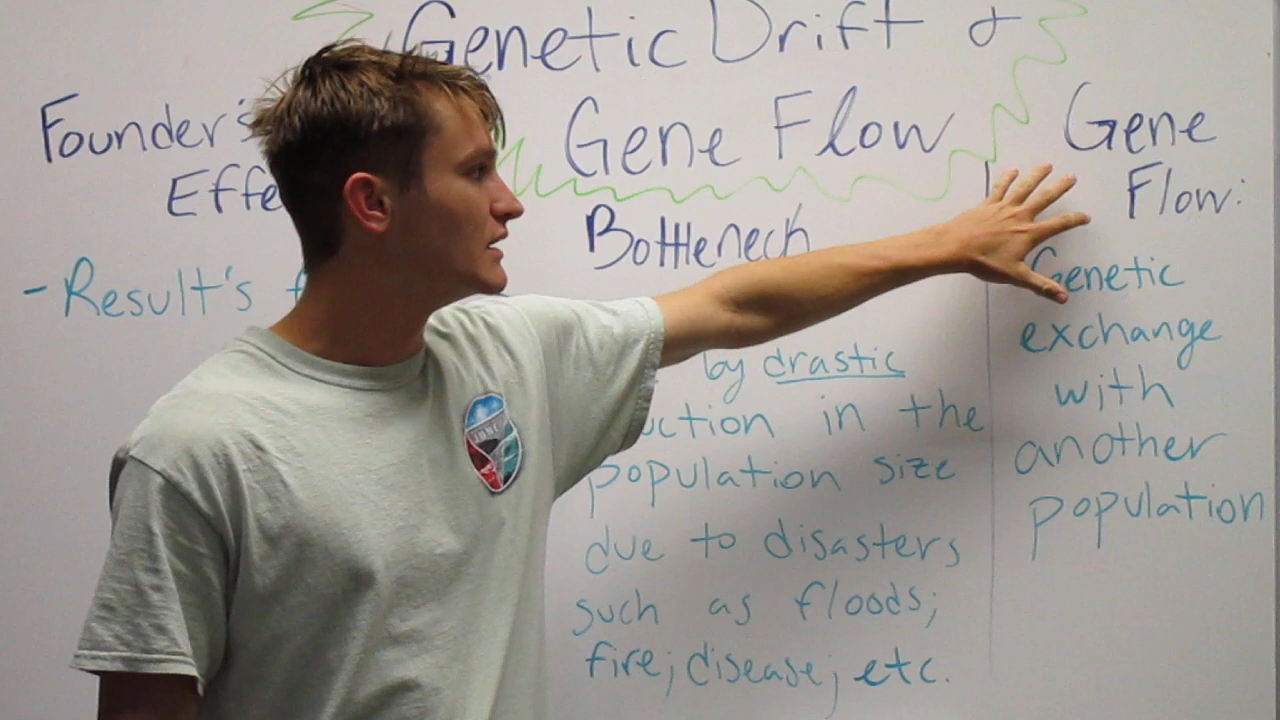 Genetic Drift &
Gene Flow
Founder's
Effe
- Result's f
Bottleneck
by drastic
uction in the
population size
due to disasters
such as floods;
fire; disease; etc.
Gene
Flow:
Genetic
exchange
with
another
population